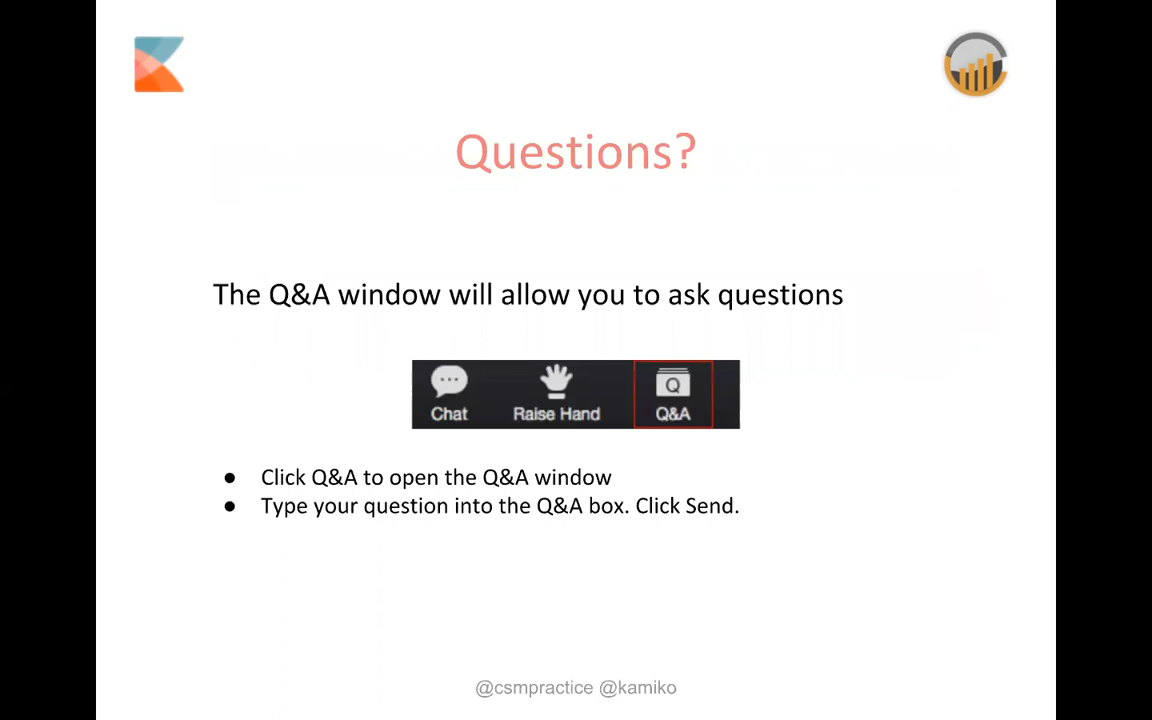 Questions?
The Q&A window will allow you to ask questions
Chat Raise Hand Q Q&A
● Click Q&A to open the Q&A window
● Type your question into the Q&A box. Click Send.
@csmpractice @kamiko